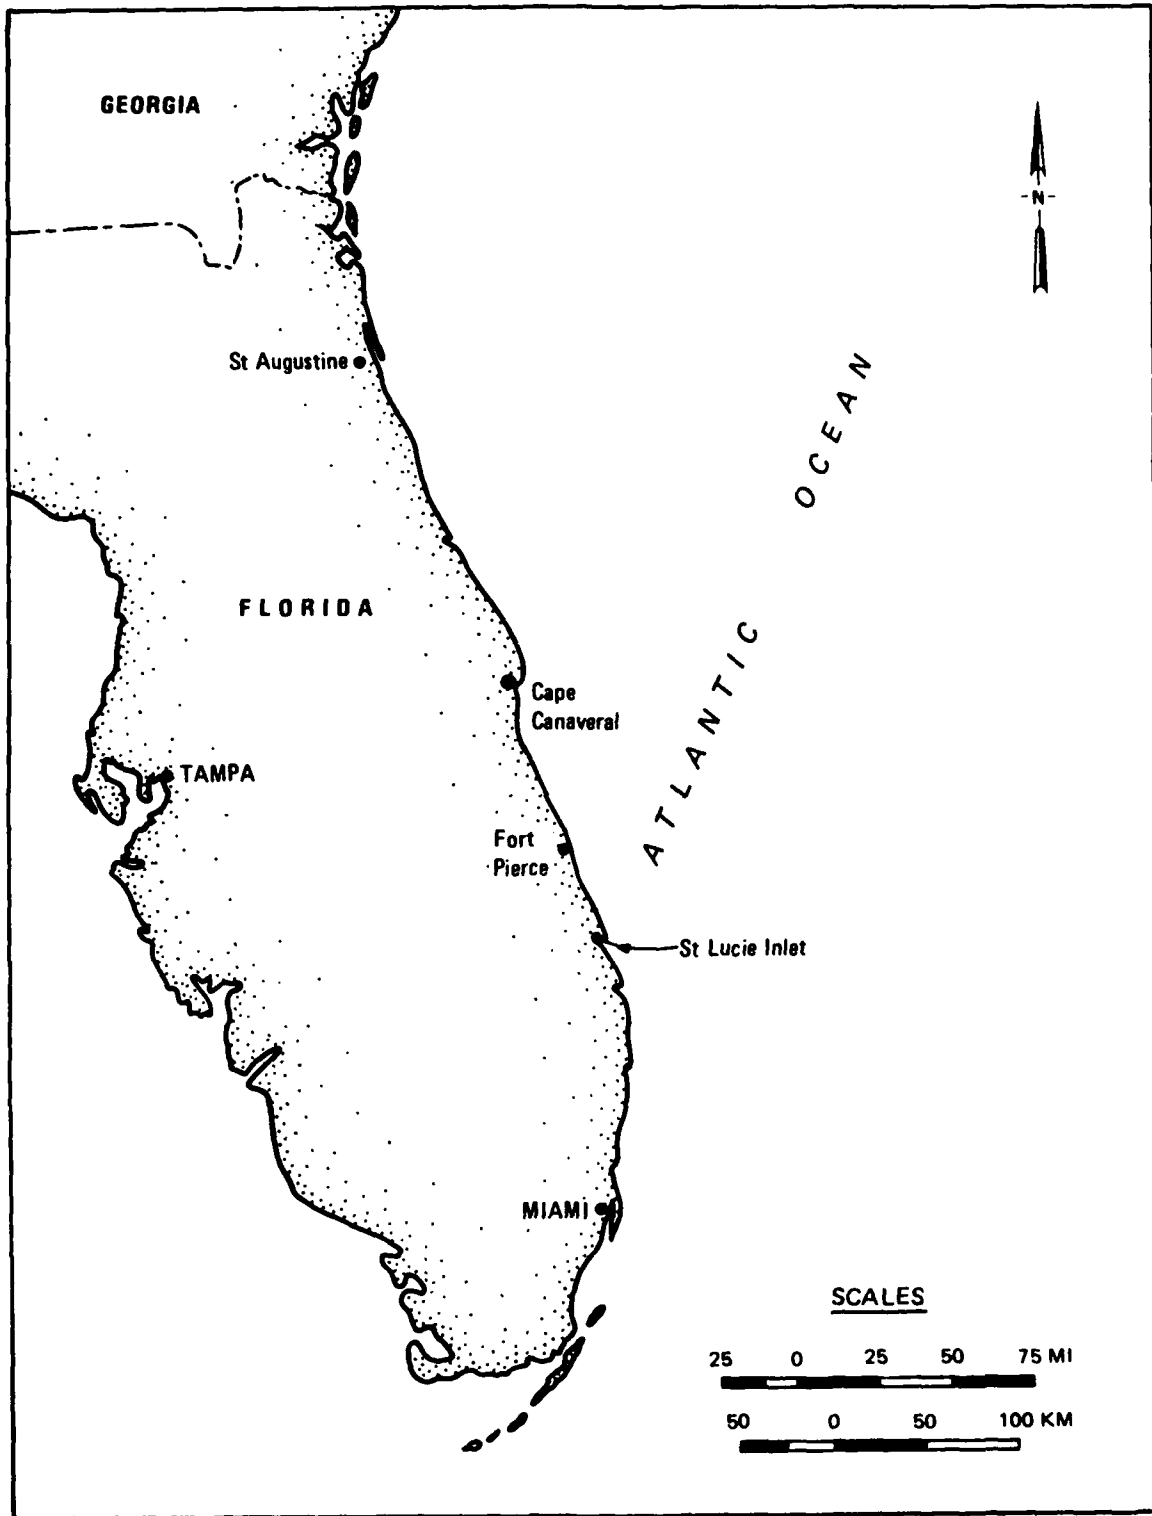 GEORGIA
N
St Augustine
OCEAN
FLORIDA
ATLANTIC
Cape
Canaveral
TAMPA
Fort
Pierce
St Lucie Inlet
MIAMI
SCALES
25 0 25 50 75 MI
50 0 50 100 KM